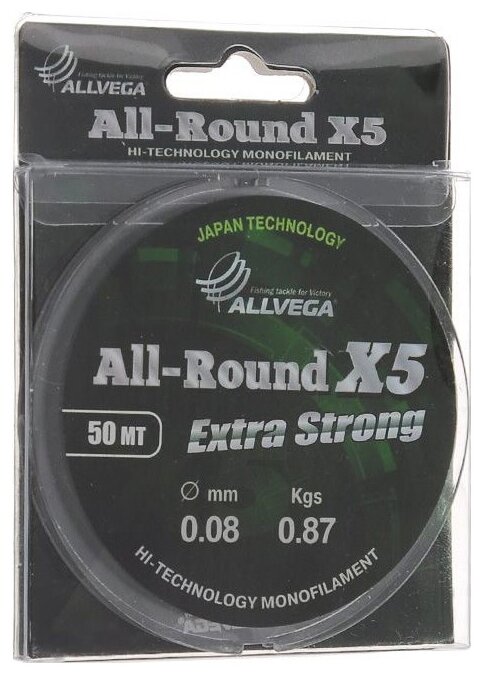 Fishing tackle for Victory
ALLVEGA
All-Round X5
HI-TECHNOLOGY MONOFILAMENT
JAPAN TECHNOLOGY
Fishing tackle for Victory
ALLVEGA
All-Round X5
50 MT
Extra Strong
Ø mm Kgs
0.08 0.87
HI-TECHNOLOGY MONOFILAMENT